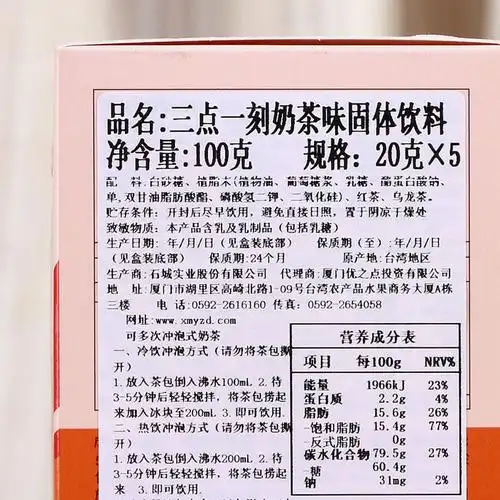 品名:三点一刻奶茶味固体饮料
净含量:100克 规格: 20克×5
配 料:白砂糖、植脂末(植物油、葡萄糖浆、乳糖、酪蛋白酸钠、
单,双甘油脂肪酸酯、磷酸氢二钾、二氧化硅)、红茶、乌龙茶。
贮存条件: 开封后尽早饮用, 避免直接日照, 置于阴凉干燥处
致敏物质: 本产品含乳及乳制品 (包括乳糖)
生产日期: 年/月/日 (见盒装底部) 保质期 (至) :年/月/日
(见盒装底部) 保质期:24个月 原产地:台湾地区
生产商:石城实业股份有限公司 代理商:厦门优之点投资有限公司
地 址: 厦门市湖里区高崎北路1-09号台湾农产品水果商务大厦A栋
三楼 电 话:0592-2616160 传真: 0592-2654058
网址:www.xmyzd.com
可多次冲泡式奶茶
一、冷饮冲泡方式 (请勿将茶包撕
开)
1.放入茶包倒入沸水100mL 2.待
3-5分钟后轻轻搅拌, 将茶包捞起
来加入冰块至200mL 3.即可饮用.
二、热饮冲泡方式 (请勿将茶包撕
开)
1.放入茶包倒入沸水200mL 2.待
3-5分钟后轻轻搅拌, 将茶包捞起
来 3.即可饮用.
营养成分表
项目 每100g NRV%
能量 1966kJ 23%
蛋白质 2.2g 4%
脂肪 15.6g 26%
-饱和脂肪 15.4g 77%
-反式脂肪 0g
碳水化合物 79.5g 27%
-糖 60.4g
钠 31mg 2%